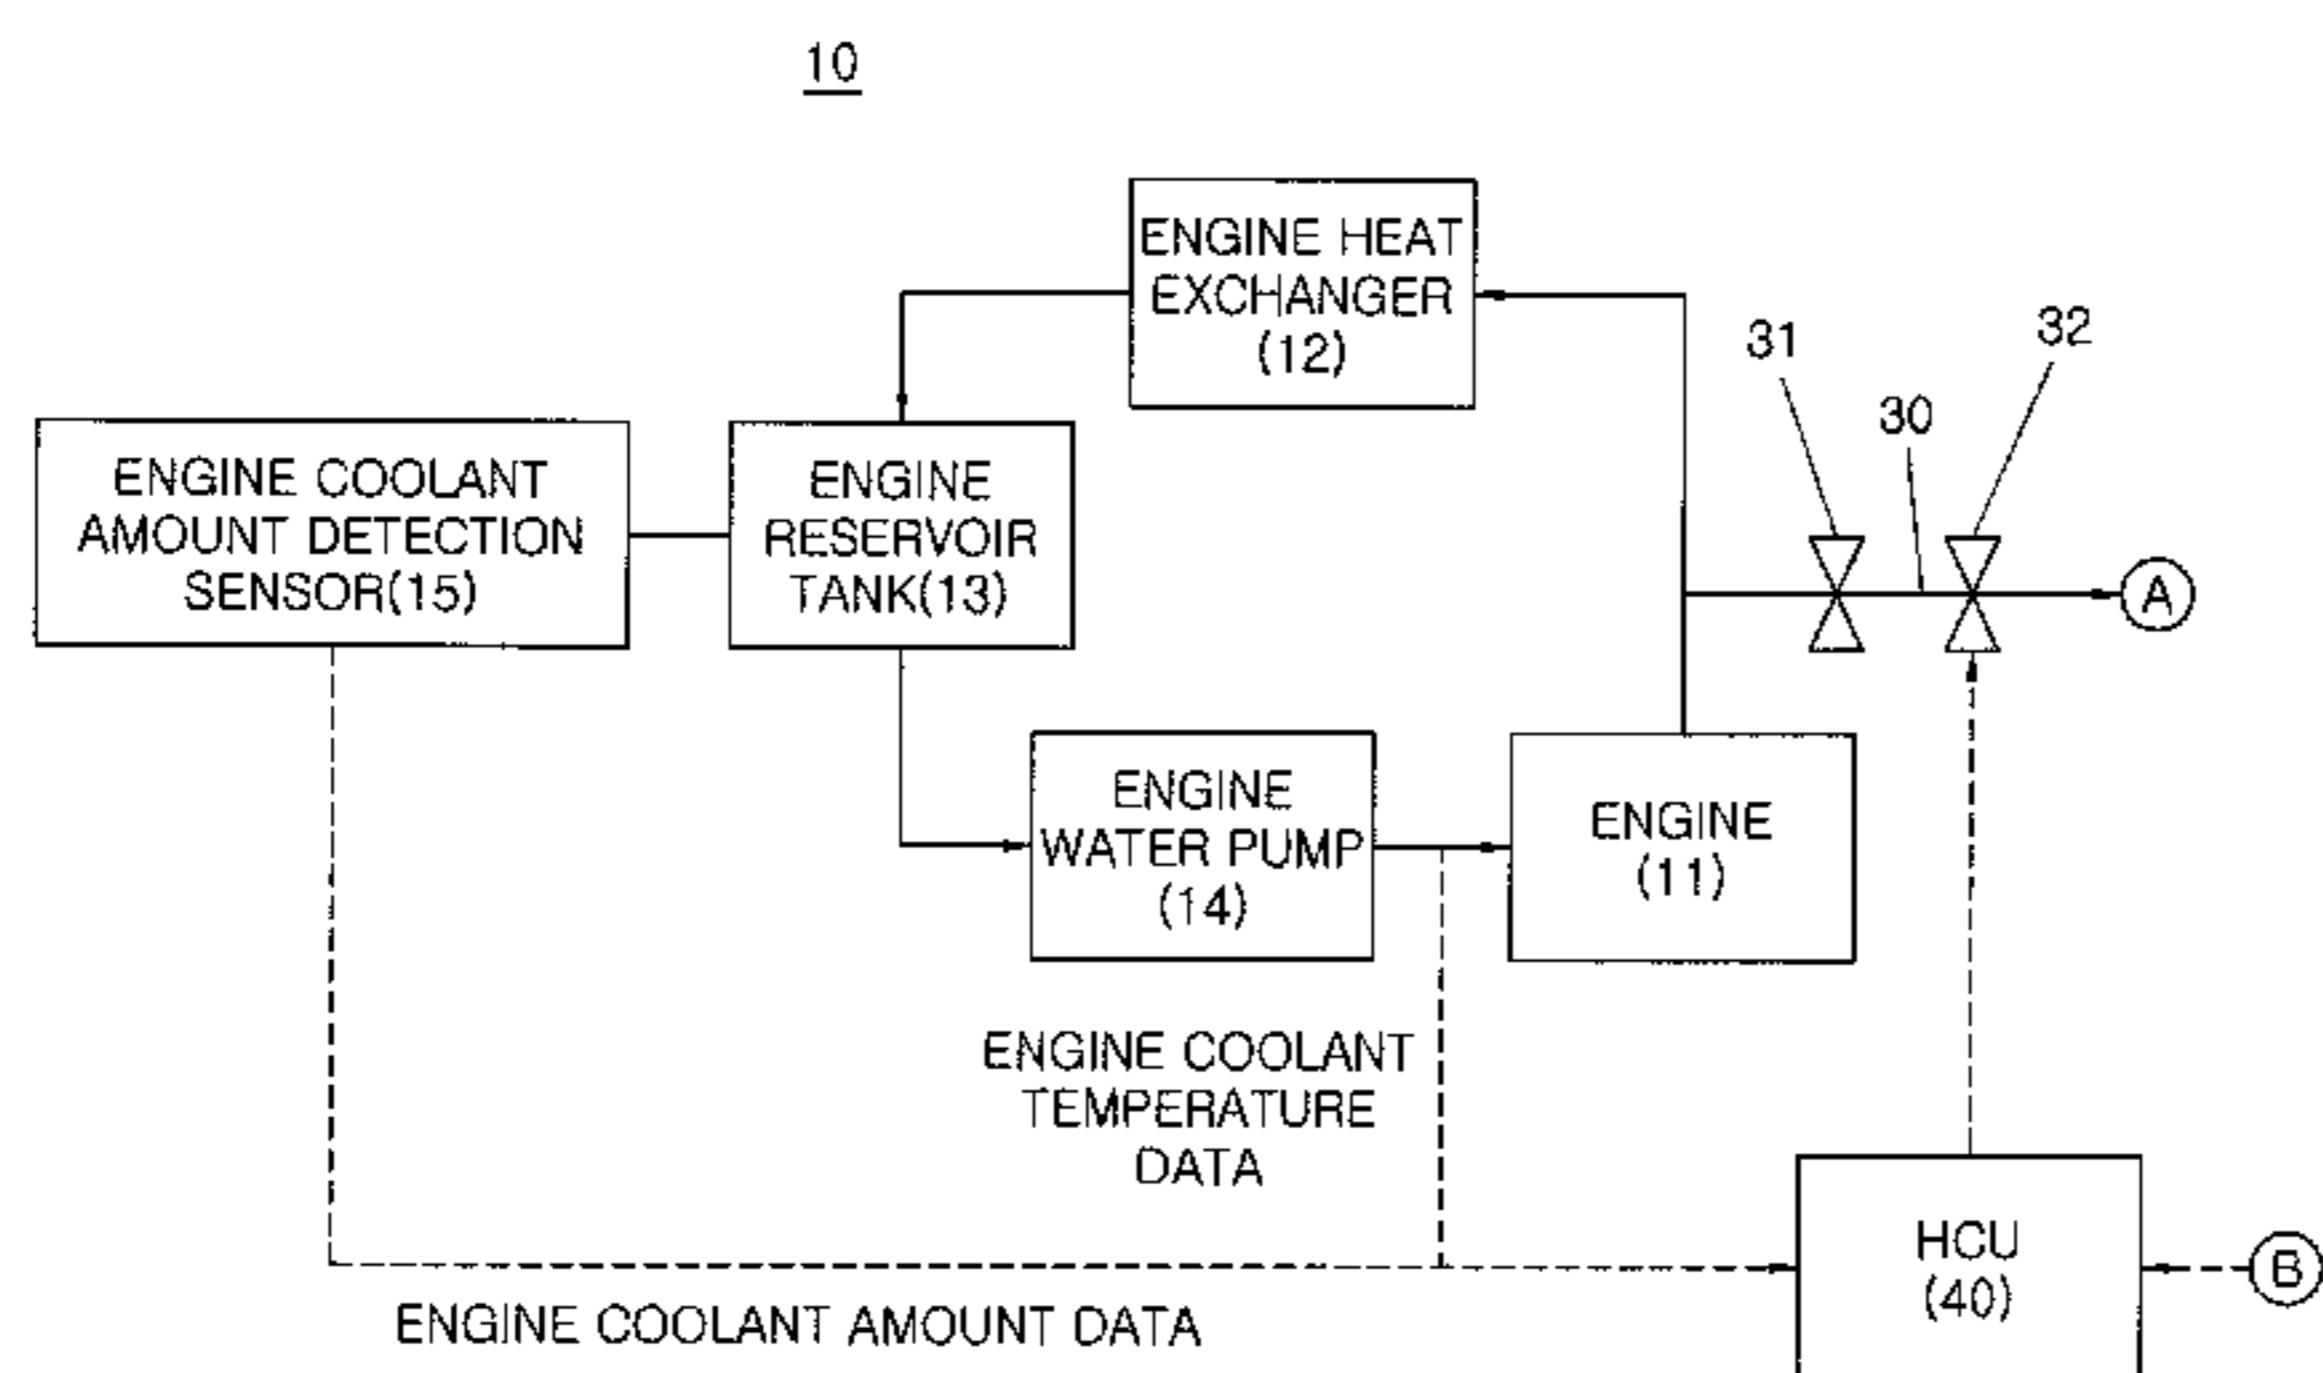 10
ENGINE HEAT
EXCHANGER
(12)
31
32
30
ENGINE COOLANT
AMOUNT DETECTION
SENSOR(15)
ENGINE
RESERVOIR
TANK(13)
A
ENGINE
WATER PUMP
(14)
ENGINE
(11)
ENGINE COOLANT
TEMPERATURE
DATA
HCU
(40)
B
ENGINE COOLANT AMOUNT DATA